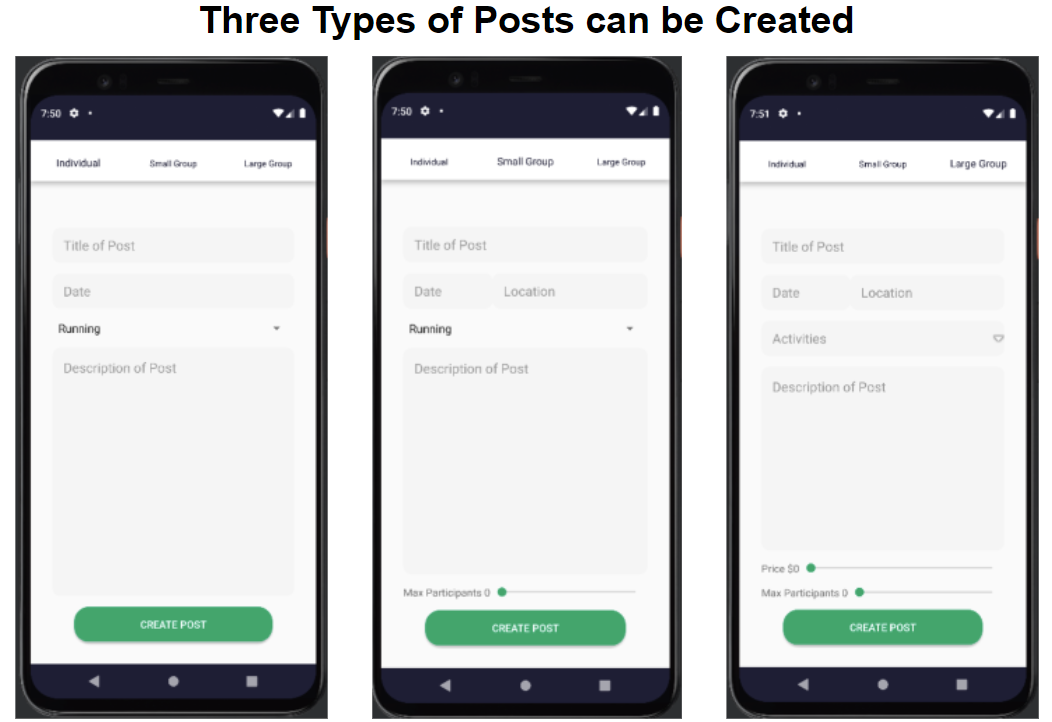 Three Types of Posts can be Created
7:50
Individual Small Group Large Group
Title of Post
Date
Running
Description of Post
CREATE POST
7:50
Individual Small Group Large Group
Title of Post
Date Location
Running
Description of Post
Max Participants 0
CREATE POST
7:51
Individual Small Group Large Group
Title of Post
Date Location
Activities
Description of Post
Price $0
Max Participants 0
CREATE POST